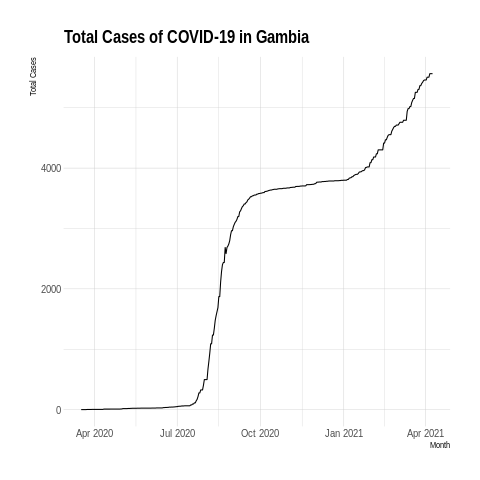 Total Cases of COVID-19 in Gambia
Total Cases
4000
2000
0
Apr 2020 Jul 2020 Oct 2020 Jan 2021 Apr 2021
Month